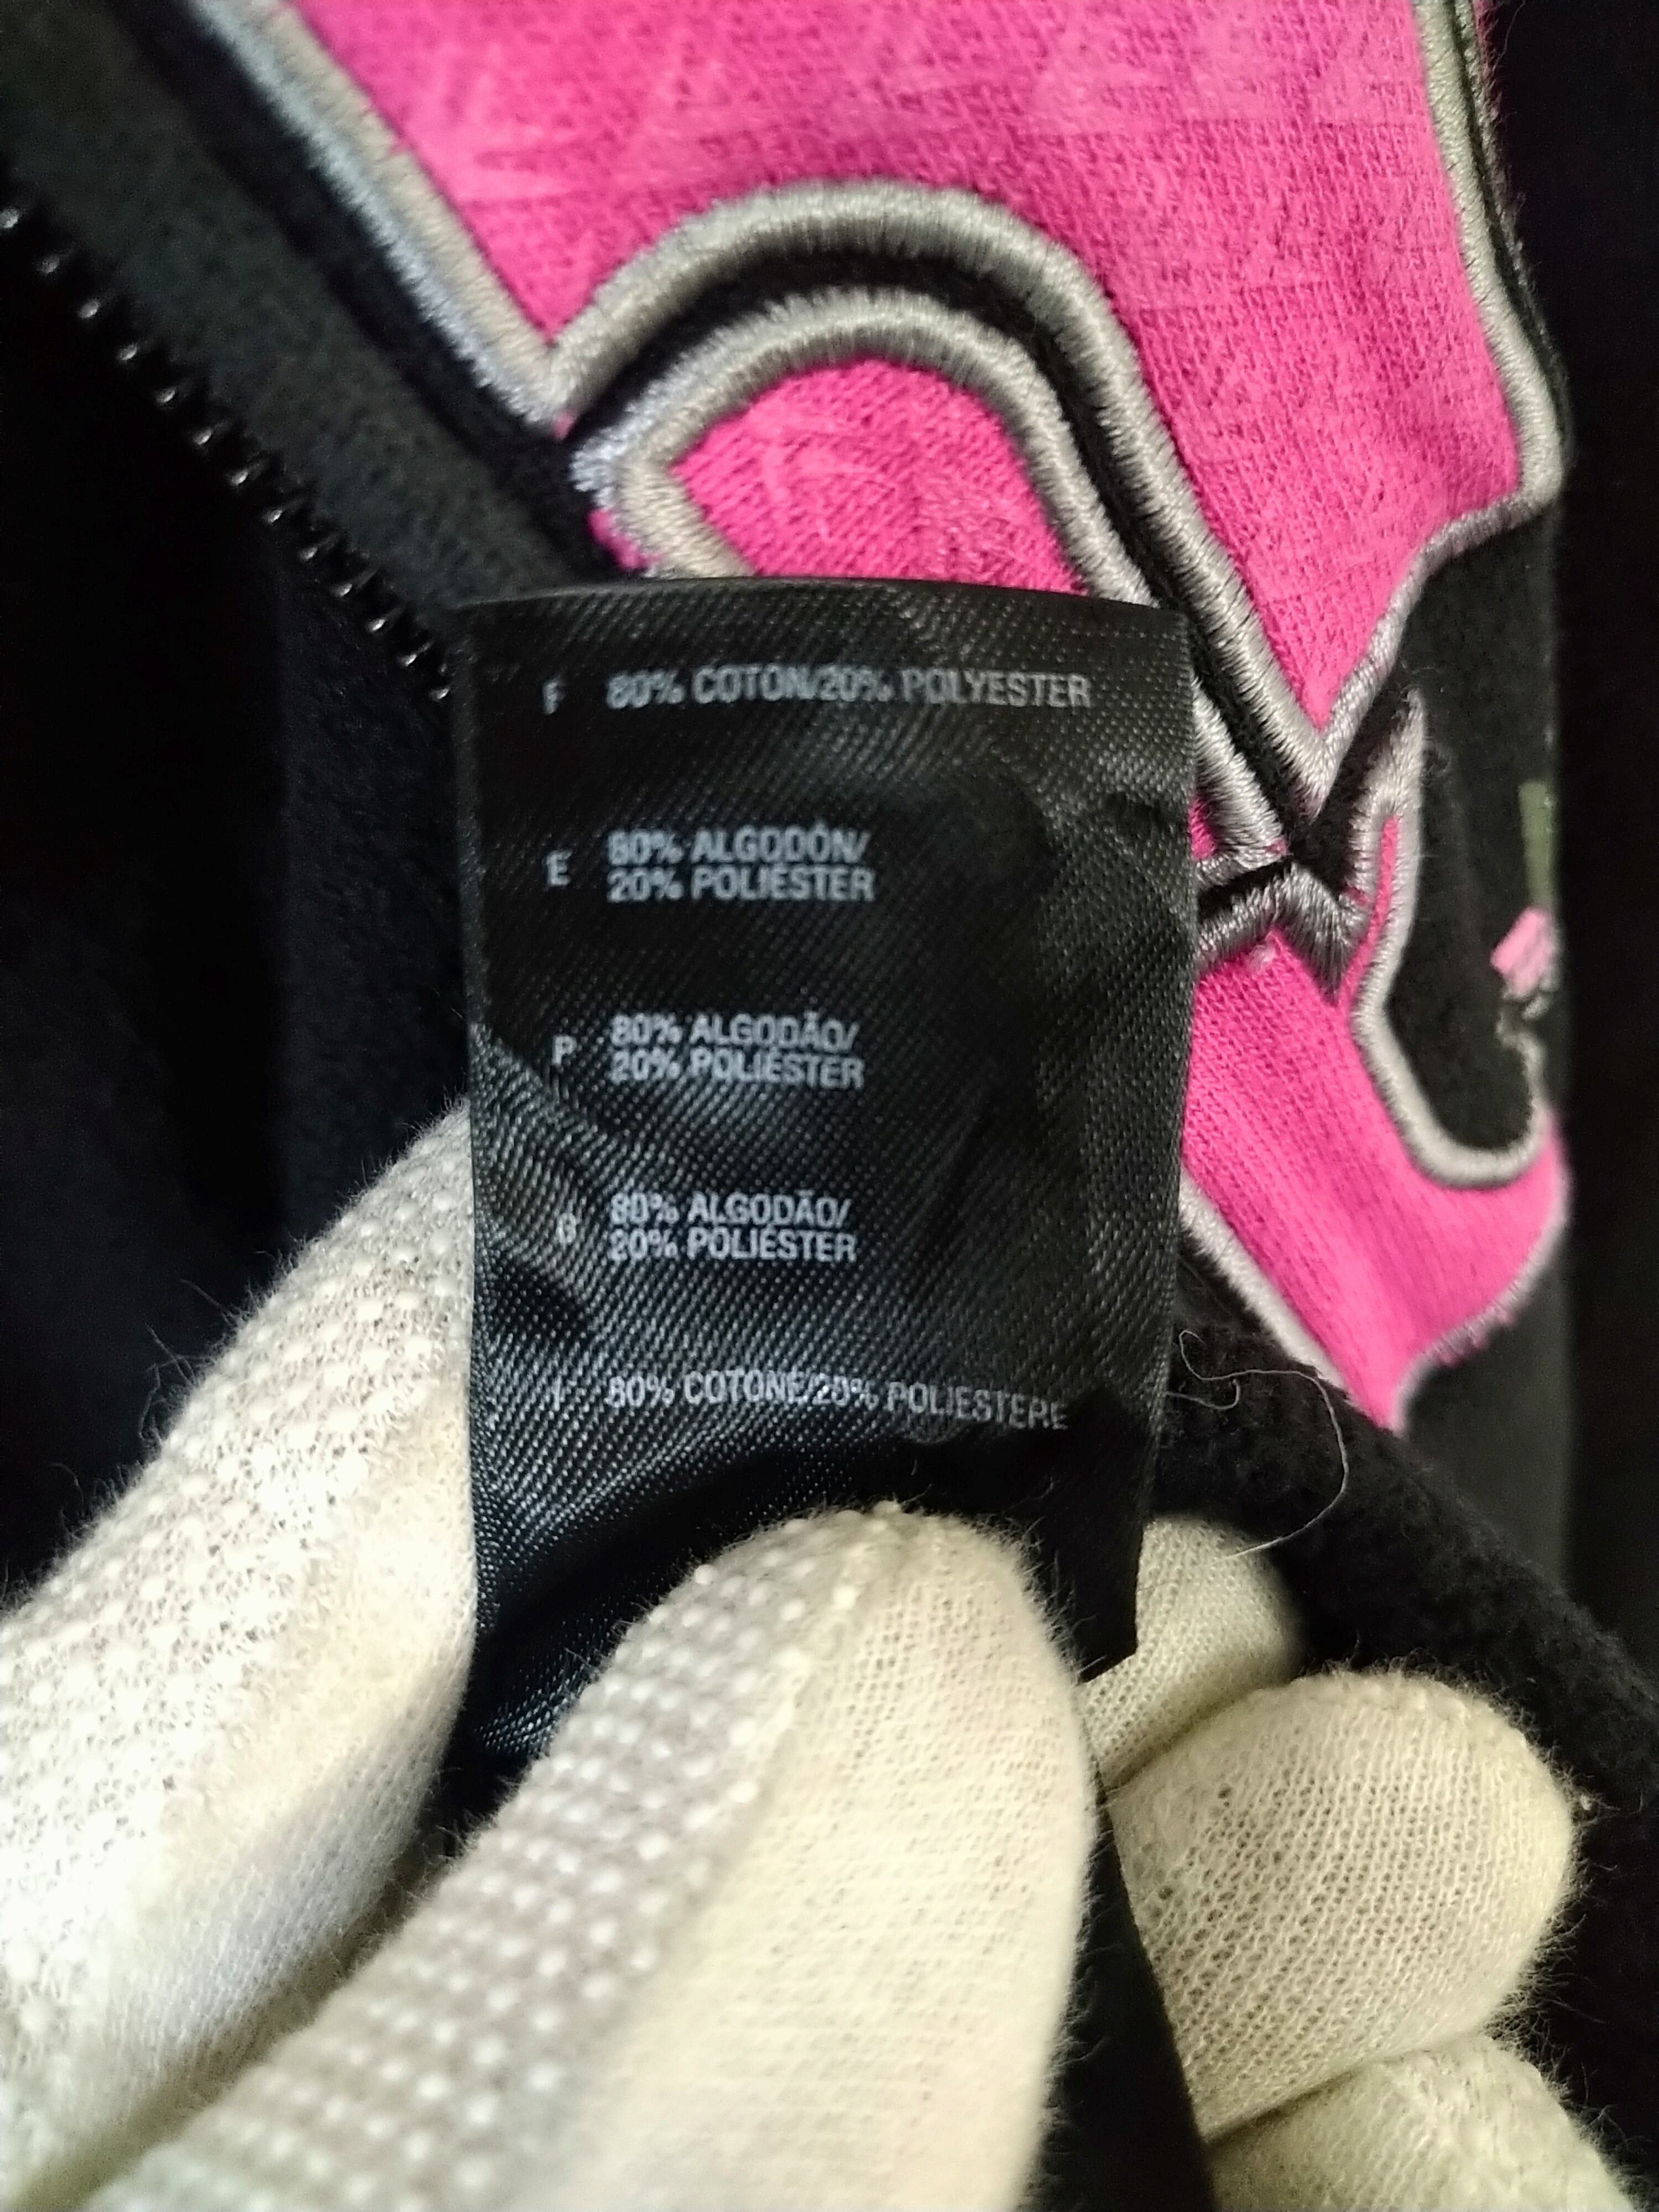 F 80% COTON/20% POLYESTER
E 80% ALGODÓN/
20% POLIÉSTER
P 80% ALGODÃO/
20% POLIÉSTER
B 80% ALGODÃO/
20% POLIÉSTER
I 80% COTONE/20% POLIESTERE